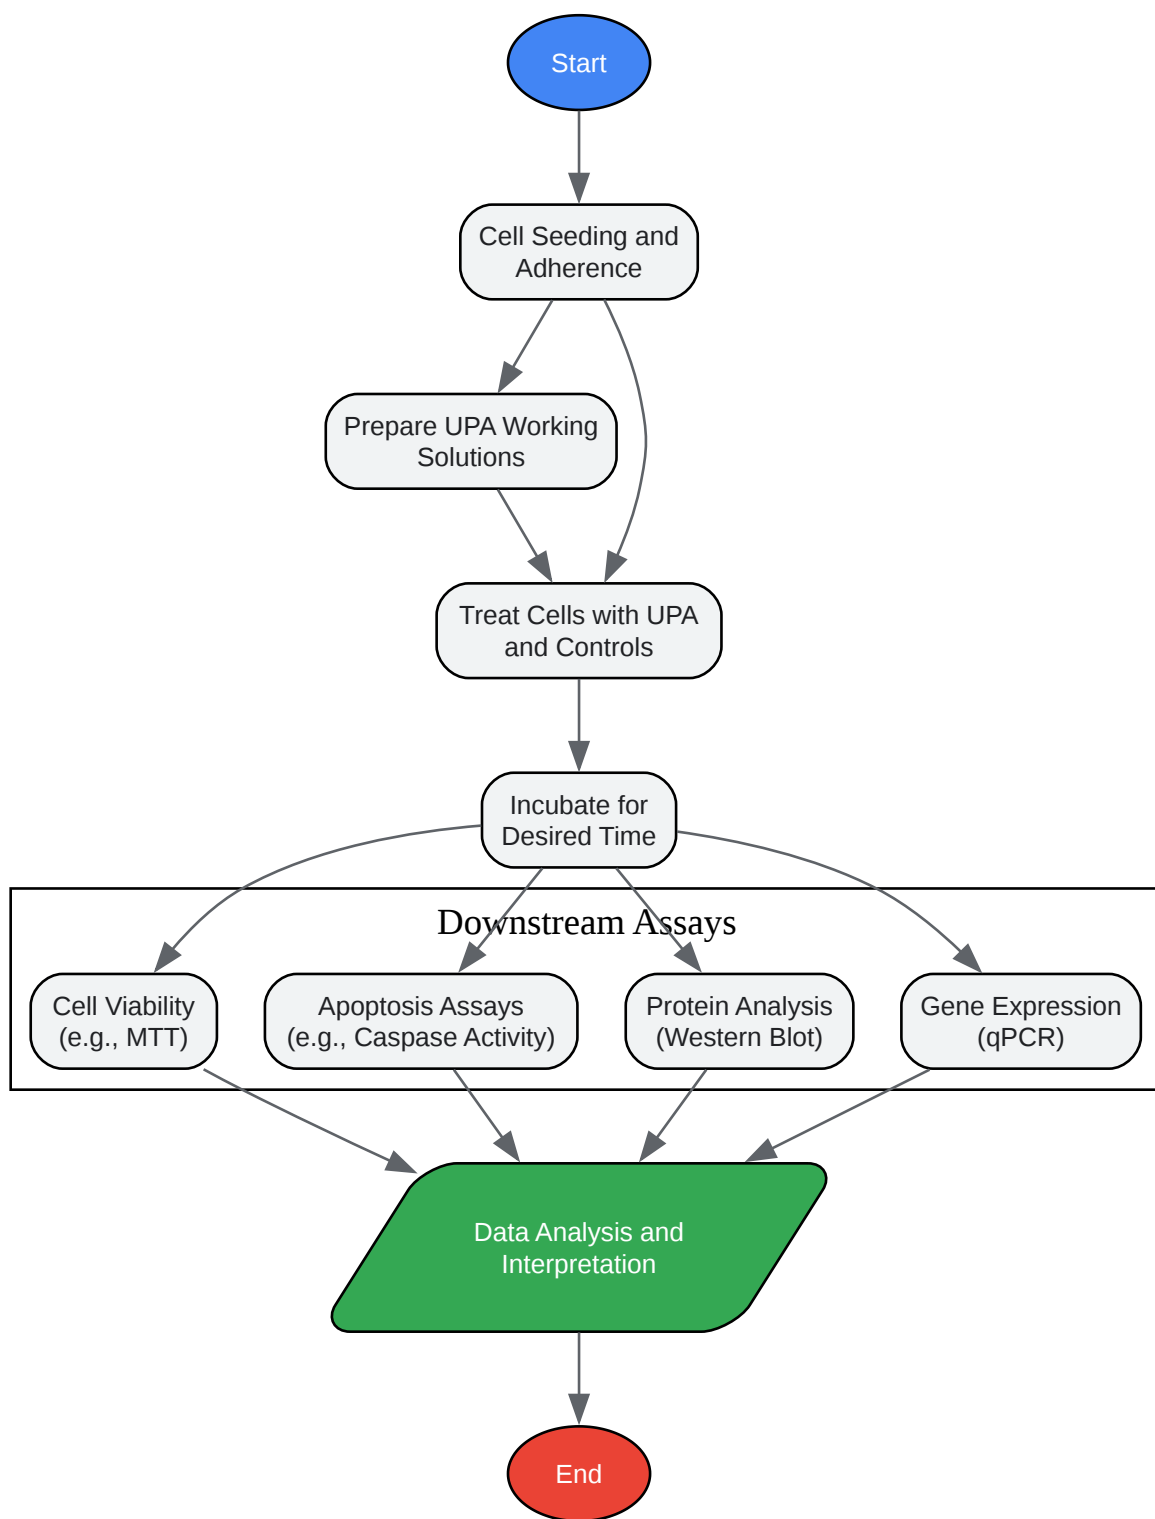 Start
Cell Seeding and
Adherence
Prepare UPA Working
Solutions
Treat Cells with UPA
and Controls
Incubate for
Desired Time
Downstream Assays
Cell Viability
(e.g., MTT)
Apoptosis Assays
(e.g., Caspase Activity)
Protein Analysis
(Western Blot)
Gene Expression
(qPCR)
Data Analysis and
Interpretation
End